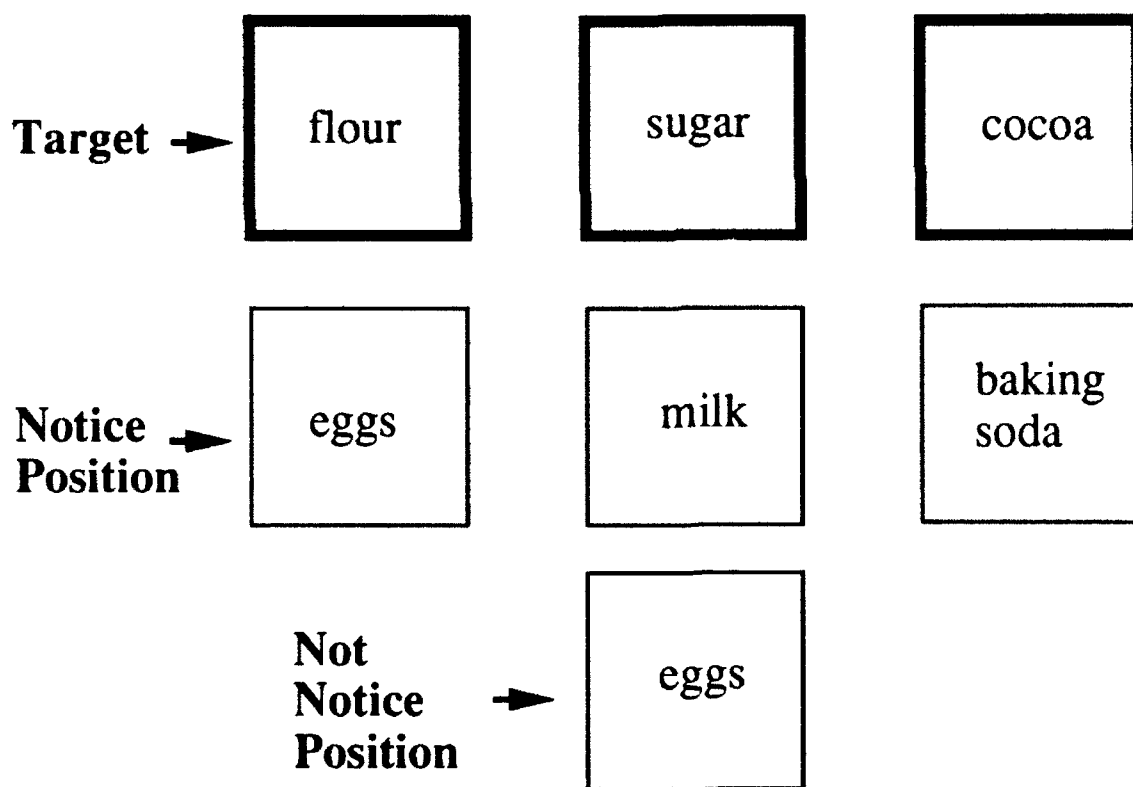 Target flour sugar cocoa
Notice
Position
eggs milk baking
soda
Not
Notice
Position
eggs